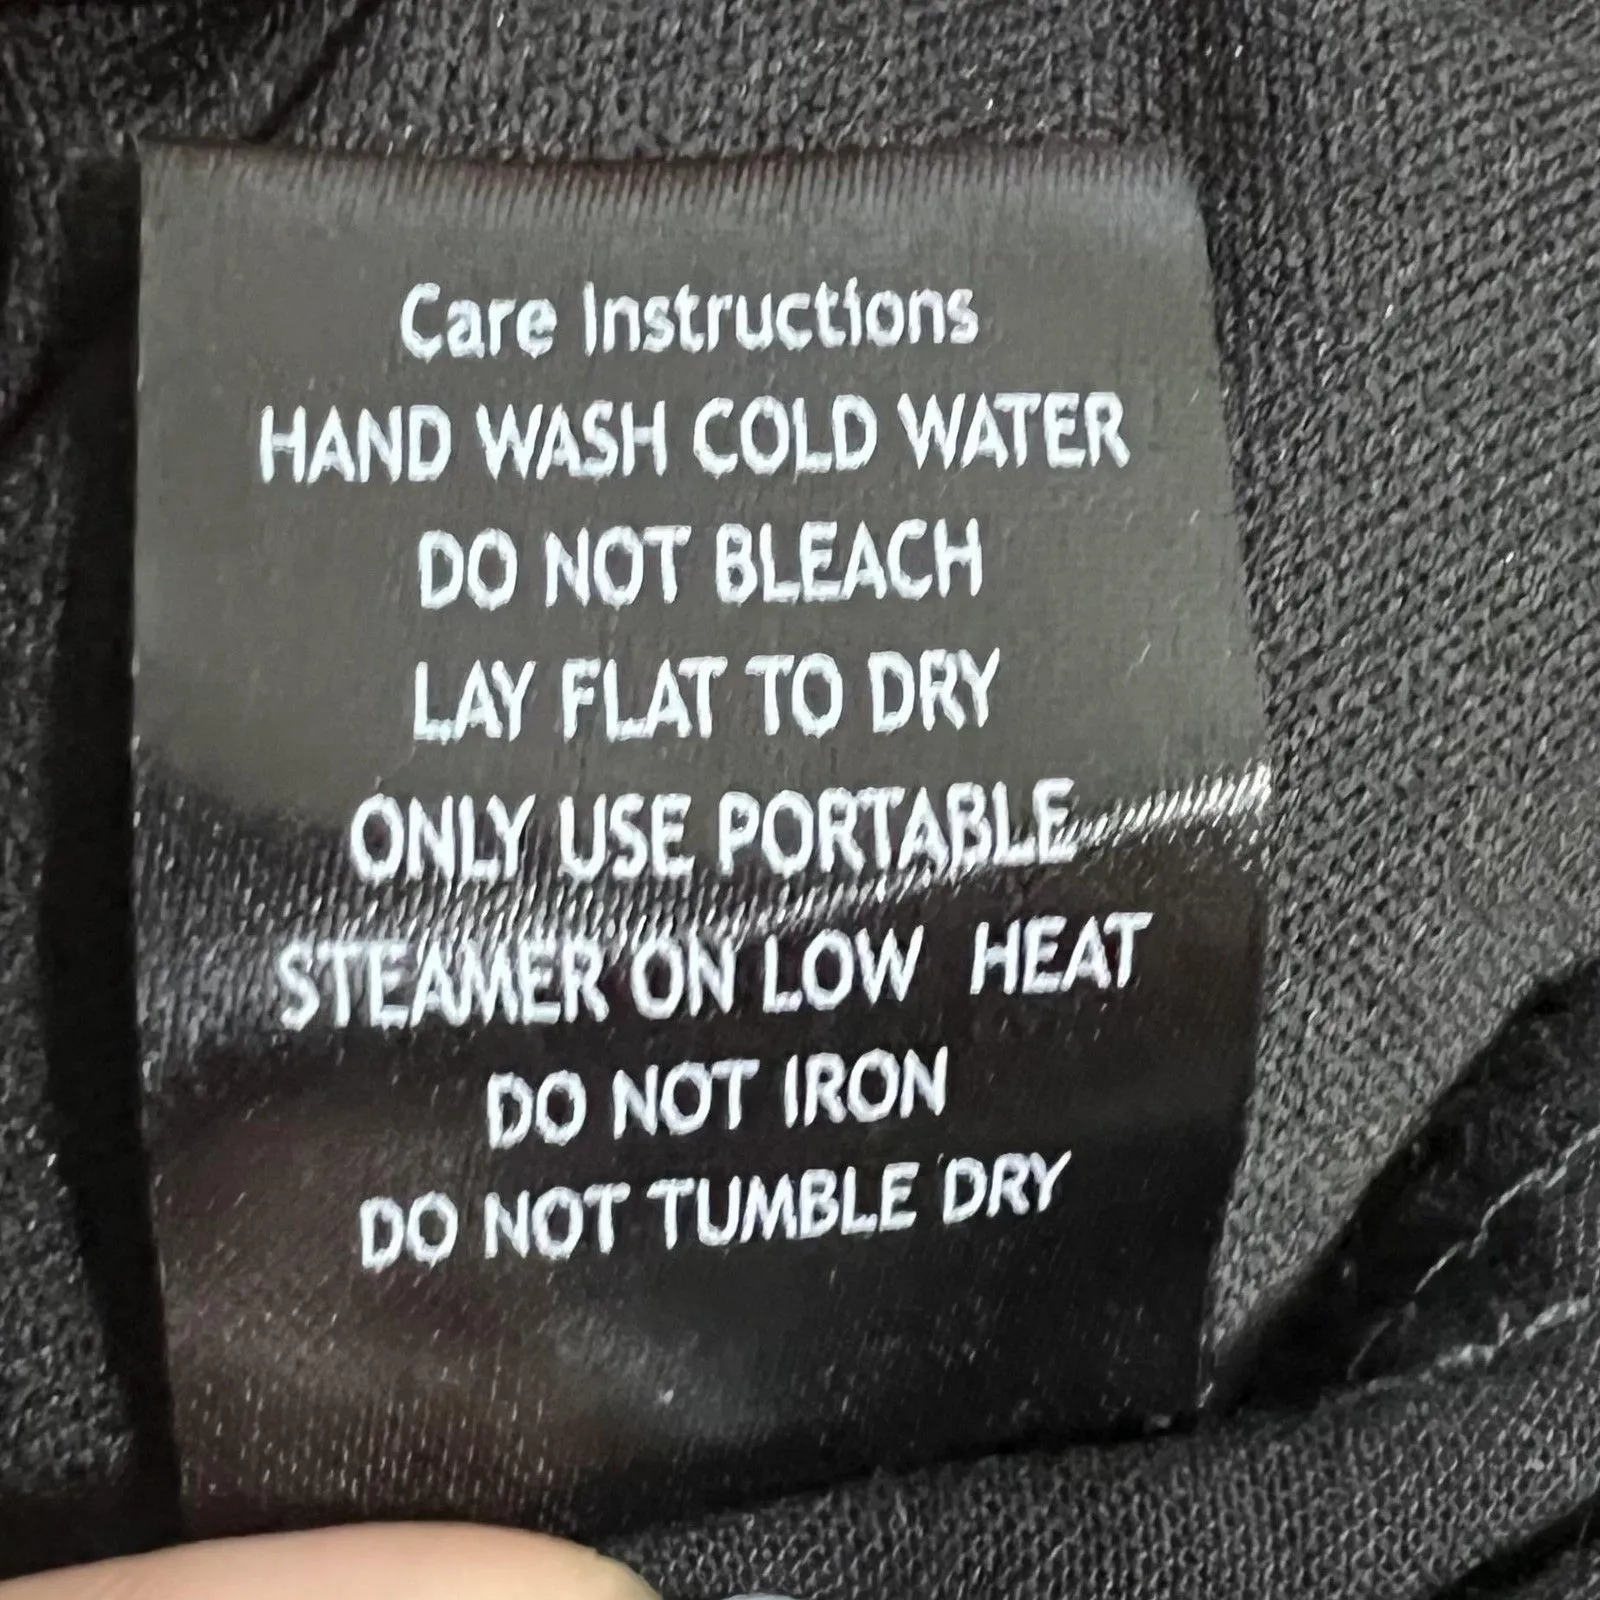 Care Instructions
HAND WASH COLD WATER
DO NOT BLEACH
LAY FLAT TO DRY
ONLY USE PORTABLE
STEAMER ON LOW HEAT
DO NOT IRON
DO NOT TUMBLE DRY